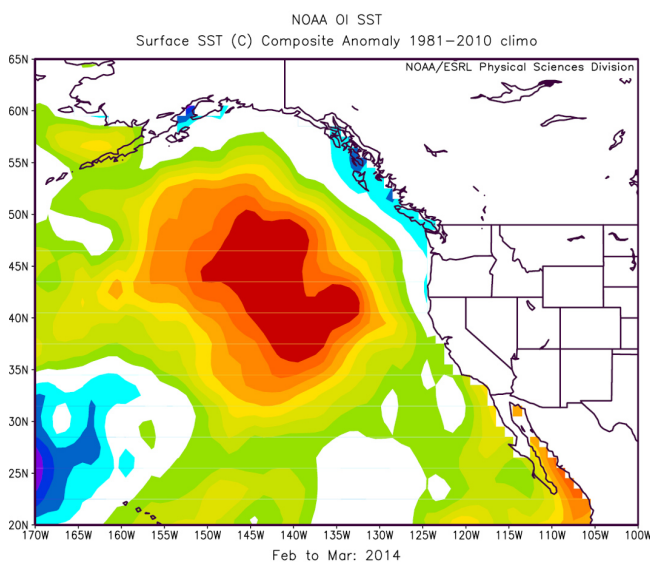 NOAA OI SST
Surface SST (C) Composite Anomaly 1981−2010 climo
NOAA/ESRL Physical Sciences Division
65N
60N
55N
50N
45N
40N
35N
30N
25N
20N
170W 165W 160W 155W 150W 145W 140W 135W 130W 125W 120W 115W 110W 105W 100W
Feb to Mar: 2014